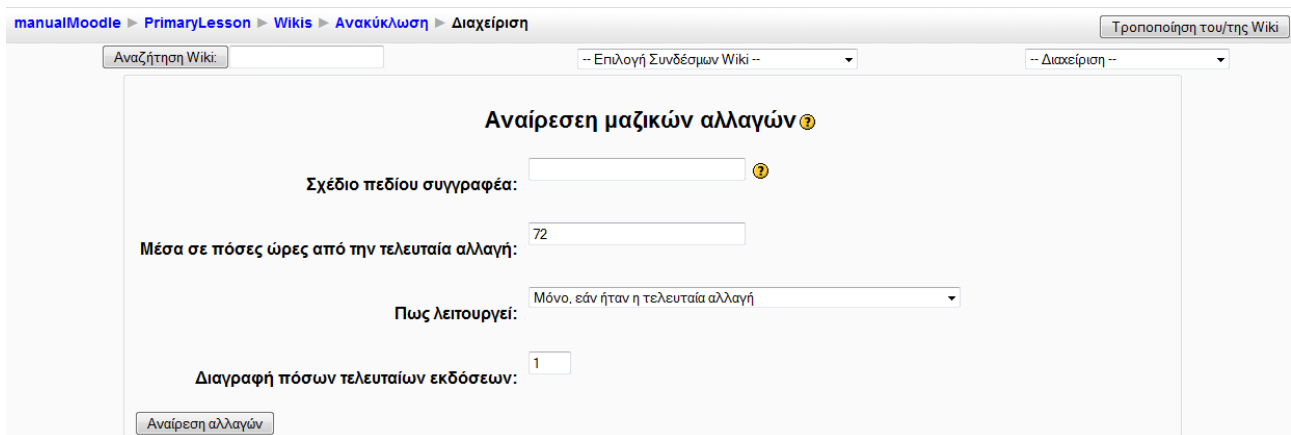 manualMoodle ► PrimaryLesson ► Wikis ► Ανακύκλωση ► Διαχείριση
Τροποποίηση του/της Wiki
Αναζήτηση Wiki:
-- Επιλογή Συνδέσμων Wiki --
-- Διαχείριση --
Αναίρεσεη μαζικών αλλαγών
Σχέδιο πεδίου συγγραφέα:
Μέσα σε πόσες ώρες από την τελευταία αλλαγή: 72
Πως λειτουργεί: Μόνο, εάν ήταν η τελευταία αλλαγή
Διαγραφή πόσων τελευταίων εκδόσεων: 1
Αναίρεση αλλαγών